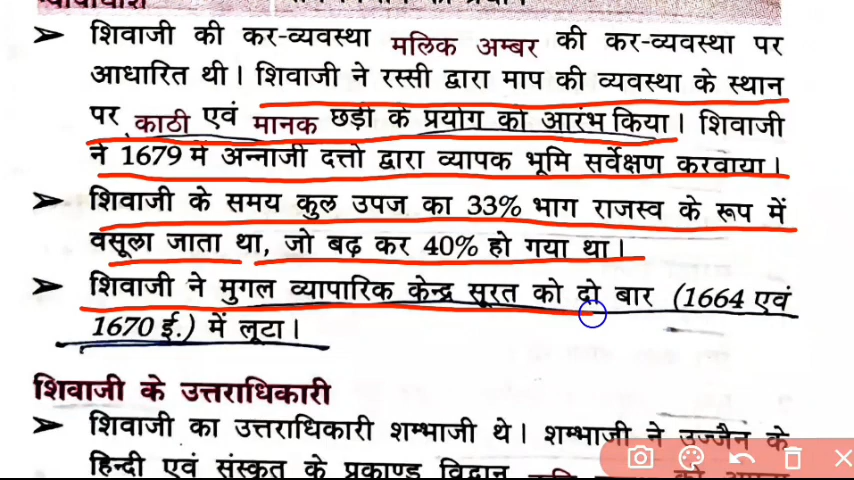 ➤ शिवाजी की कर-व्यवस्था मलिक अम्बर की कर-व्यवस्था पर
आधारित थी। शिवाजी ने रस्सी द्वारा माप की व्यवस्था के स्थान
पर काठी एवं मानक छड़ी के प्रयोग को आरंभ किया। शिवाजी
ने 1679 में अन्नाजी दत्तो द्वारा व्यापक भूमि सर्वेक्षण करवाया।
➤ शिवाजी के समय कुल उपज का 33% भाग राजस्व के रूप में
वसूला जाता था, जो बढ़ कर 40% हो गया था।
➤ शिवाजी ने मुगल व्यापारिक केन्द्र सूरत को दो बार (1664 एवं
1670 ई.) में लूटा।
शिवाजी के उत्तराधिकारी
➤ शिवाजी का उत्तराधिकारी शम्भाजी थे। शम्भाजी ने उज्जैन के
हिन्दी एवं संस्कृत के प्रकाण्ड विद्वान